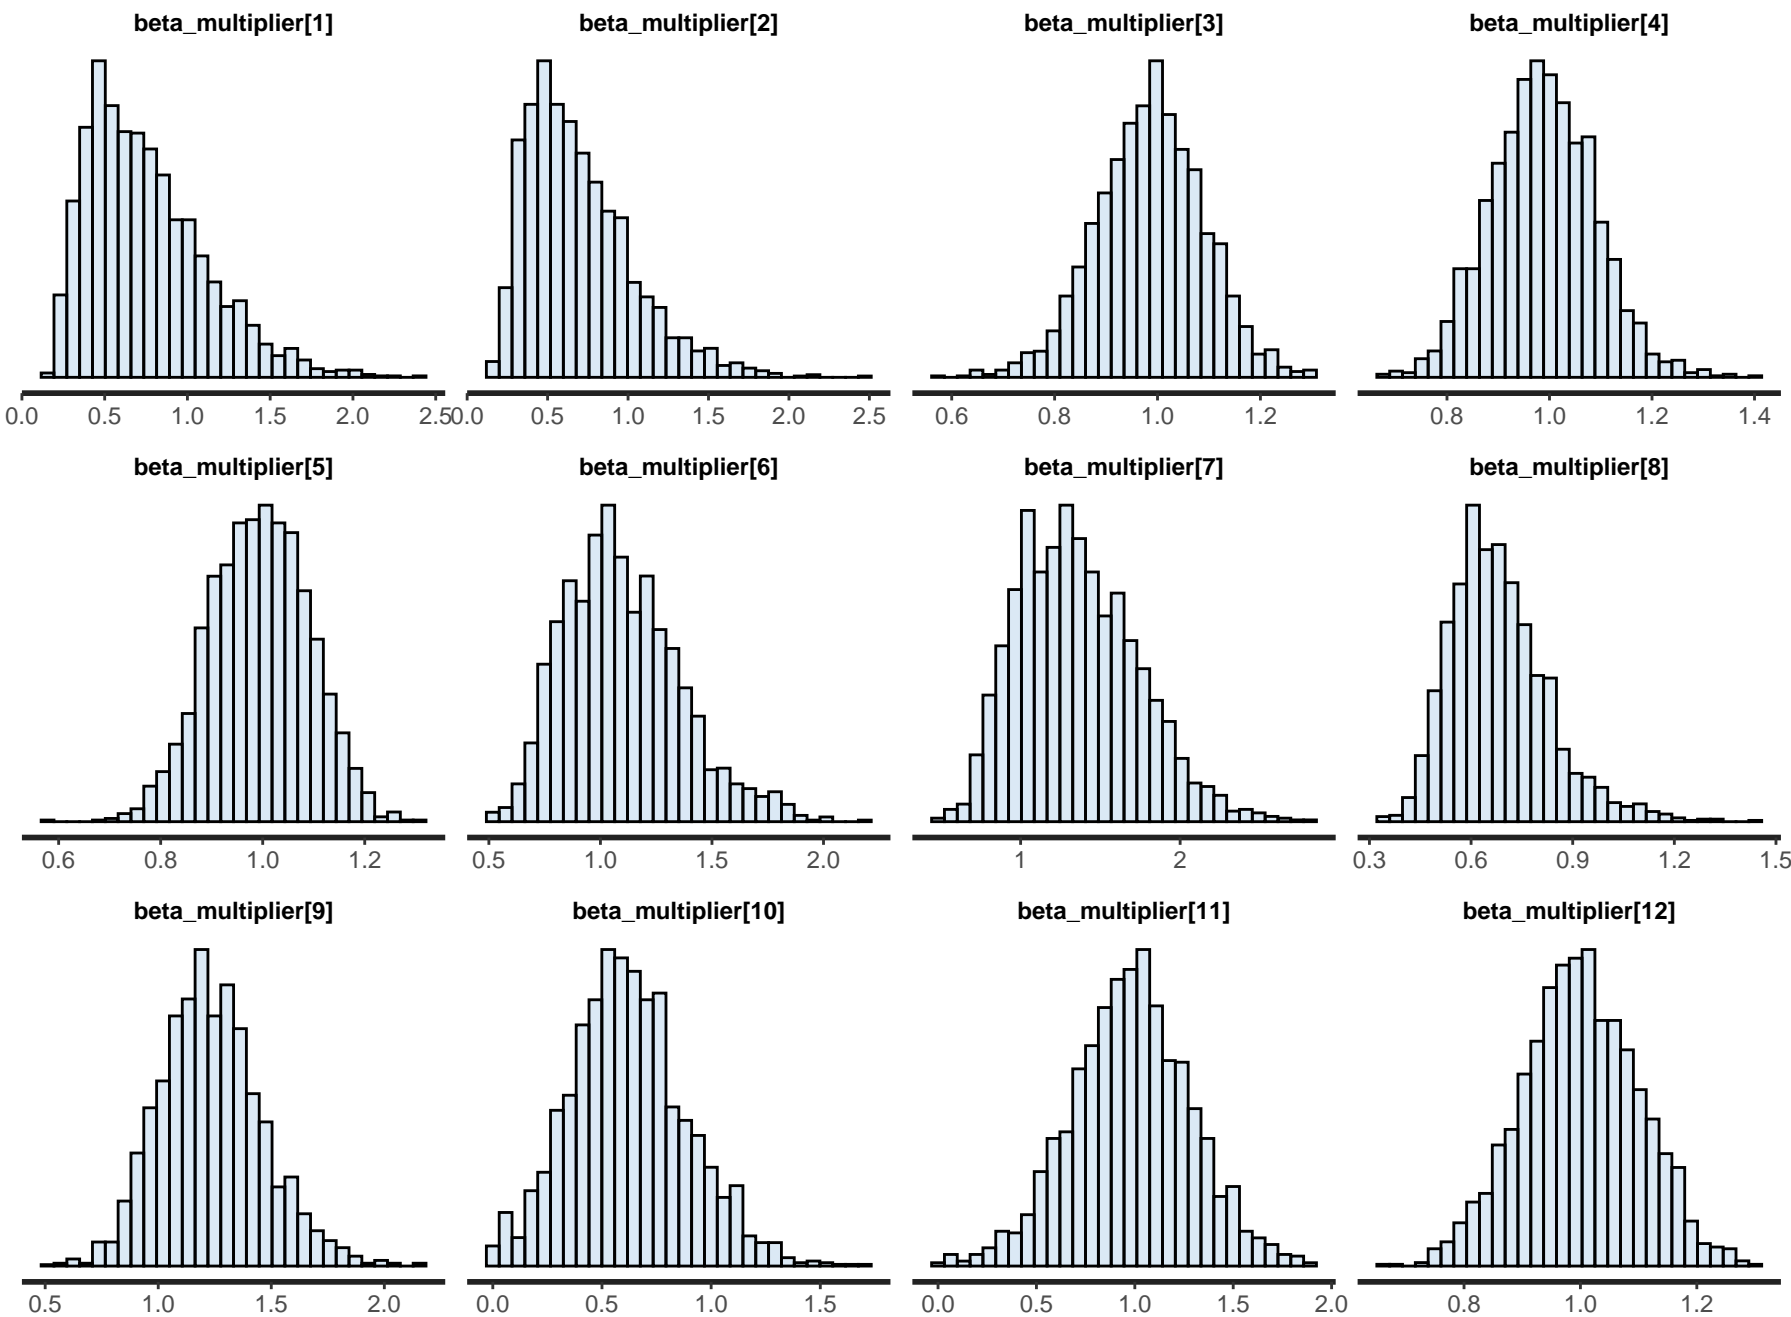 beta_multiplier[1] beta_multiplier[2] beta_multiplier[3] beta_multiplier[4]
0.0 0.5 1.0 1.5 2.0 2.5 0.0 0.5 1.0 1.5 2.0 2.5 0.6 0.8 1.0 1.2 0.8 1.0 1.2 1.4
beta_multiplier[5] beta_multiplier[6] beta_multiplier[7] beta_multiplier[8]
0.6 0.8 1.0 1.2 0.5 1.0 1.5 2.0 1 2 0.3 0.6 0.9 1.2 1.5
beta_multiplier[9] beta_multiplier[10] beta_multiplier[11] beta_multiplier[12]
0.5 1.0 1.5 2.0 0.0 0.5 1.0 1.5 0.0 0.5 1.0 1.5 2.0 0.8 1.0 1.2